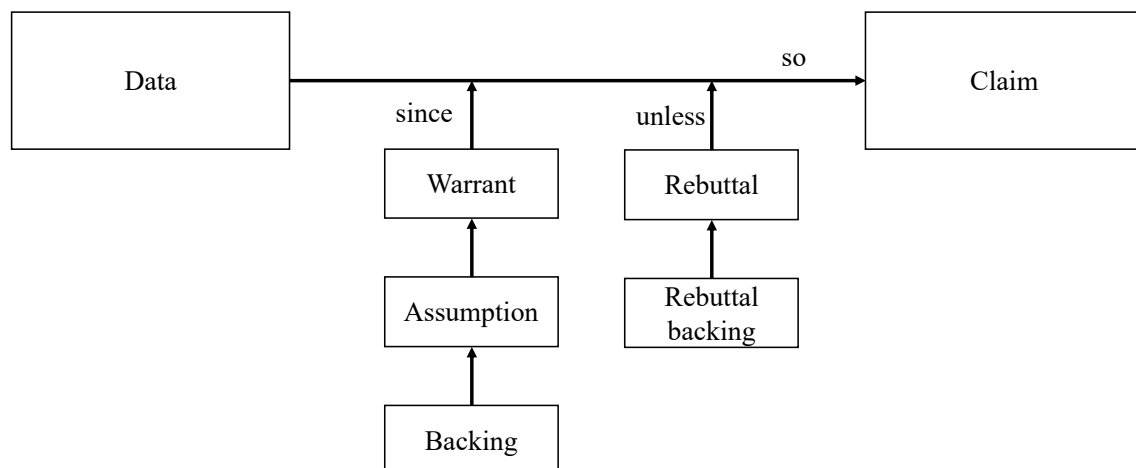 so
Data
Claim
since
unless
Warrant
Rebuttal
Assumption
Rebuttal
backing
Backing